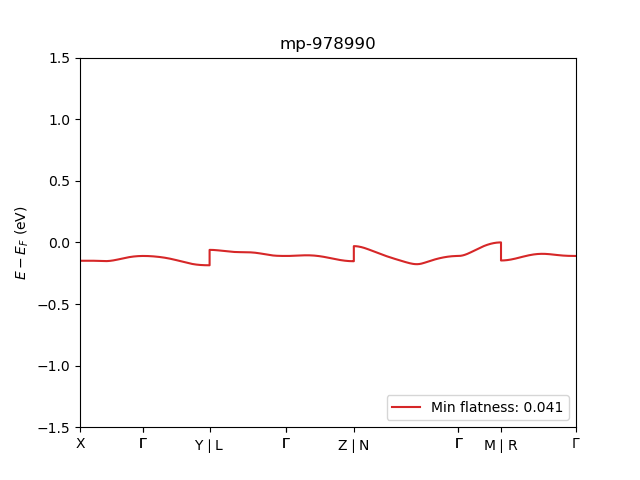 mp-978990
E − E_F (eV)
1.5
1.0
0.5
0.0
−0.5
−1.0
−1.5
Min flatness: 0.041
X Γ Y | L Γ Z | N Γ M | R Γ